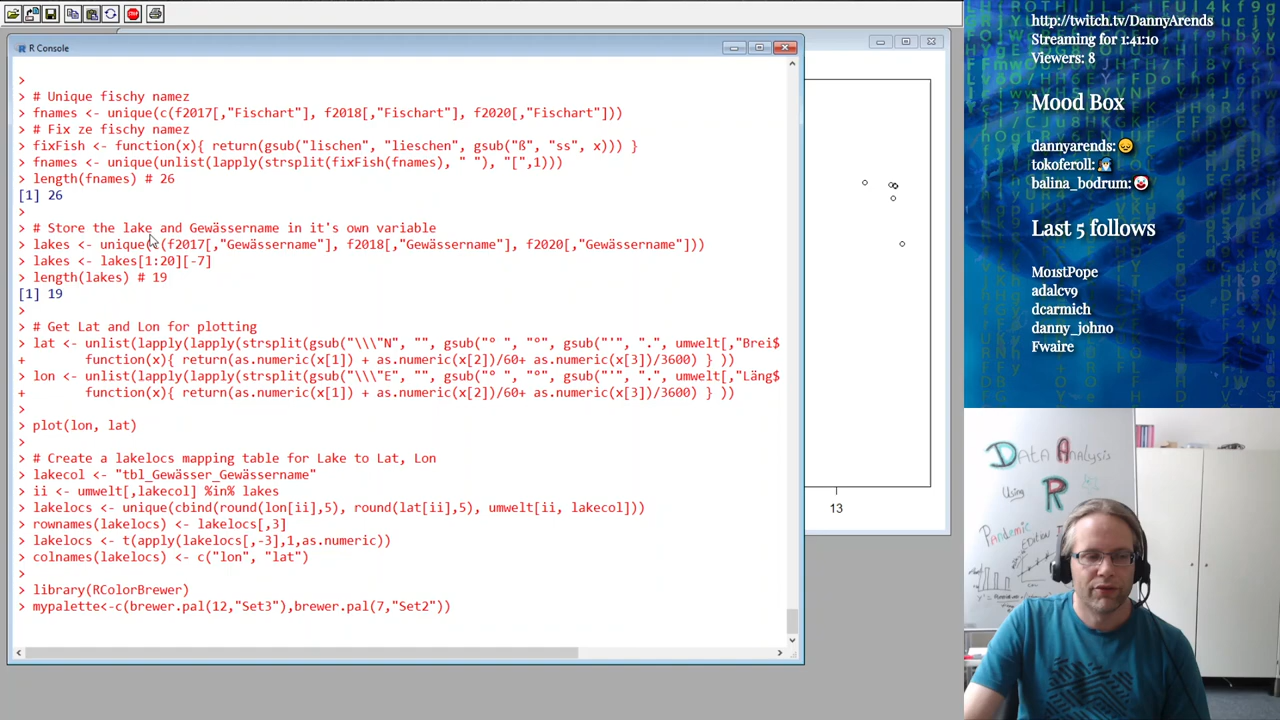 R Console
>
> # Unique fischy namez
> fnames <- unique(c(f2017[,"Fischart"], f2018[,"Fischart"], f2020[,"Fischart"]))
> # Fix ze fischy namez
> fixFish <- function(x){ return(gsub("lischen", "lieschen", gsub("ß", "ss", x))) }
> fnames <- unique(unlist(lapply(strsplit(fixFish(fnames), " "), "[",1)))
> length(fnames) # 26
[1] 26
>
> # Store the lake and Gewässername in it's own variable
> lakes <- unique(c(f2017[,"Gewässername"], f2018[,"Gewässername"], f2020[,"Gewässername"]))
> lakes <- lakes[1:20][-7]
> length(lakes) # 19
[1] 19
>
> # Get Lat and Lon for plotting
> lat <- unlist(lapply(lapply(strsplit(gsub("\\\"N", "", gsub("° ", "°", gsub("'", ".", umwelt[,"Brei$
+ function(x){ return(as.numeric(x[1]) + as.numeric(x[2])/60+ as.numeric(x[3])/3600) } ))
> lon <- unlist(lapply(lapply(strsplit(gsub("\\\"E", "", gsub("° ", "°", gsub("'", ".", umwelt[,"Läng$
+ function(x){ return(as.numeric(x[1]) + as.numeric(x[2])/60+ as.numeric(x[3])/3600) } ))
>
> plot(lon, lat)
>
> # Create a lakelocs mapping table for Lake to Lat, Lon
> lakecol <- "tbl_Gewässer_Gewässername"
> ii <- umwelt[,lakecol] %in% lakes
> lakelocs <- unique(cbind(round(lon[ii],5), round(lat[ii],5), umwelt[ii, lakecol]))
> rownames(lakelocs) <- lakelocs[,3]
> lakelocs <- t(apply(lakelocs[,-3],1,as.numeric))
> colnames(lakelocs) <- c("lon", "lat")
>
> library(RColorBrewer)
> mypalette<-c(brewer.pal(12,"Set3"),brewer.pal(7,"Set2"))
13
http://twitch.tv/DannyArends
Streaming for 1:41:10
Viewers: 8
Mood Box
dannyarends: 😔
tokoferoll:
balina_bodrum: 🤡
Last 5 follows
Mo1stPope
adalcv9
dcarmich
danny_johno
Fwaire
Data Analysis
Using
R
Pandemic
Edition